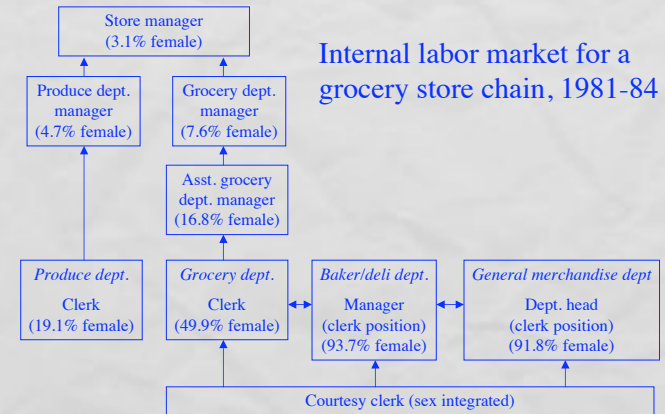 Store manager
(3.1% female)
Internal labor market for a
grocery store chain, 1981-84
Produce dept.
manager
(4.7% female)
Grocery dept.
manager
(7.6% female)
Asst. grocery
dept. manager
(16.8% female)
Produce dept.
Clerk
(19.1% female)
Grocery dept.
Clerk
(49.9% female)
Baker/deli dept.
Manager
(clerk position)
(93.7% female)
General merchandise dept
Dept. head
(clerk position)
(91.8% female)
Courtesy clerk (sex integrated)